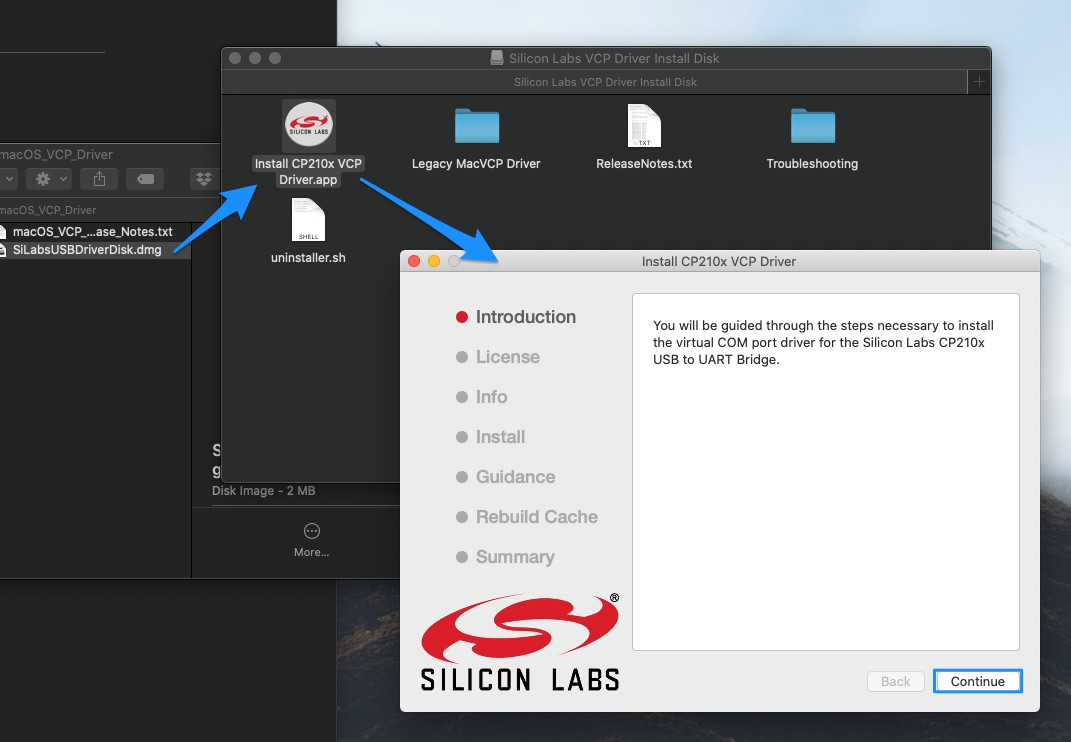 Silicon Labs VCP Driver Install Disk
Silicon Labs VCP Driver Install Disk
SILICON LABS
Install CP210x VCP
Driver.app
Legacy MacVCP Driver
TXT
ReleaseNotes.txt
Troubleshooting
SHELL
uninstaller.sh
macOS_VCP_Driver
macOS_VCP_Driver
macOS_VCP_...ase_Notes.txt
SiLabsUSBDriverDisk.dmg
S
g
Disk Image - 2 MB
More...
Install CP210x VCP Driver
Introduction
License
Info
Install
Guidance
Rebuild Cache
Summary
You will be guided through the steps necessary to install
the virtual COM port driver for the Silicon Labs CP210x
USB to UART Bridge.
®
SILICON LABS
Back
Continue